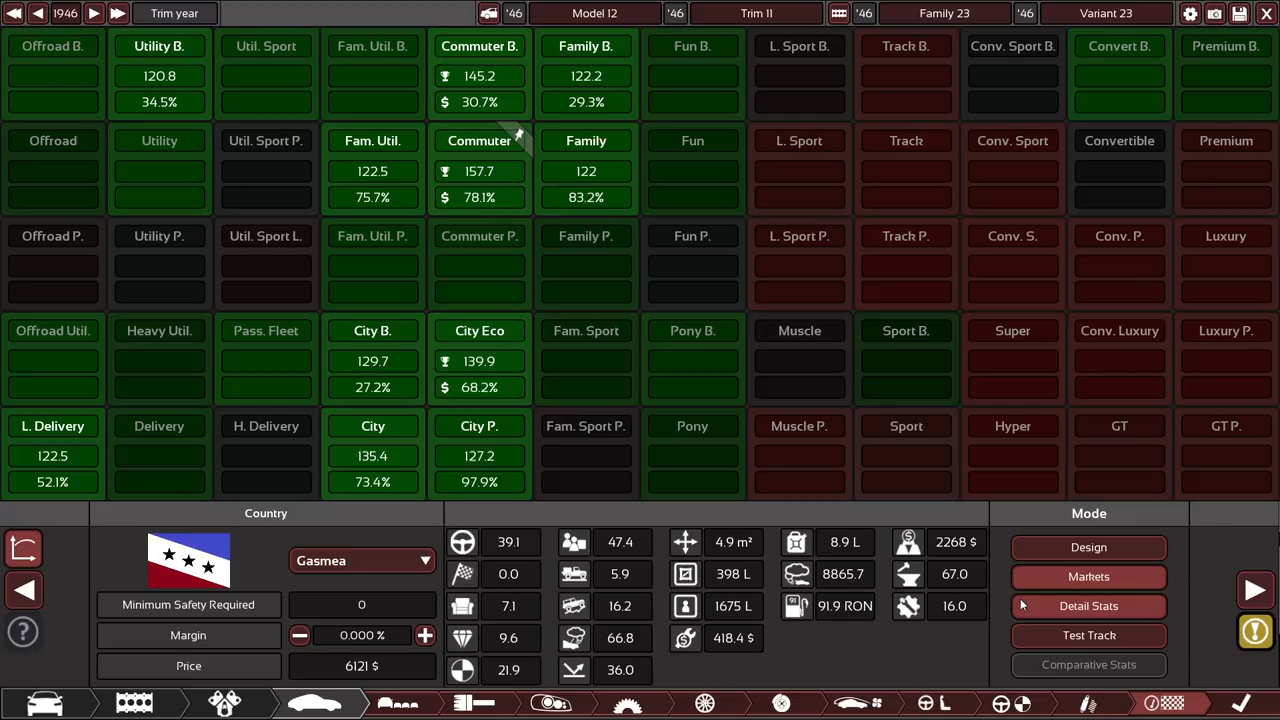 1946 Trim year '46 Model 12 '46 Trim 11 '46 Family 23 '46 Variant 23
Offroad B. Utility B. Util. Sport Fam. Util. B. Commuter B. Family B. Fun B. L. Sport B. Track B. Conv. Sport B. Convert B. Premium B.
120.8 145.2 122.2
34.5% $ 30.7% 29.3%
Offroad Utility Util. Sport P. Fam. Util. Commuter Family Fun L. Sport Track Conv. Sport Convertible Premium
122.5 157.7 122
75.7% $ 78.1% 83.2%
Offroad P. Utility P. Util. Sport L. Fam. Util. P. Commuter P. Family P. Fun P. L. Sport P. Track P. Conv. S. Conv. P. Luxury
Offroad Util. Heavy Util. Pass. Fleet City B. City Eco Fam. Sport Pony B. Muscle Sport B. Super Conv. Luxury Luxury P.
129.7 139.9
27.2% $ 68.2%
L. Delivery Delivery H. Delivery City City P. Fam. Sport P. Pony Muscle P. Sport Hyper GT GT P.
122.5 135.4 127.2
52.1% 73.4% 97.9%
Country Mode
39.1 47.4 4.9 m² 8.9 L 2268 $ Design
Gasmea
0.0 5.9 398 L 8865.7 67.0 Markets
Minimum Safety Required 0 7.1 16.2 1675 L 91 91.9 RON 16.0 Detail Stats
Margin 0.000 % 9.6 66.8 418.4 $ Test Track
Price 6121 $ 21.9 36.0 Comparative Stats